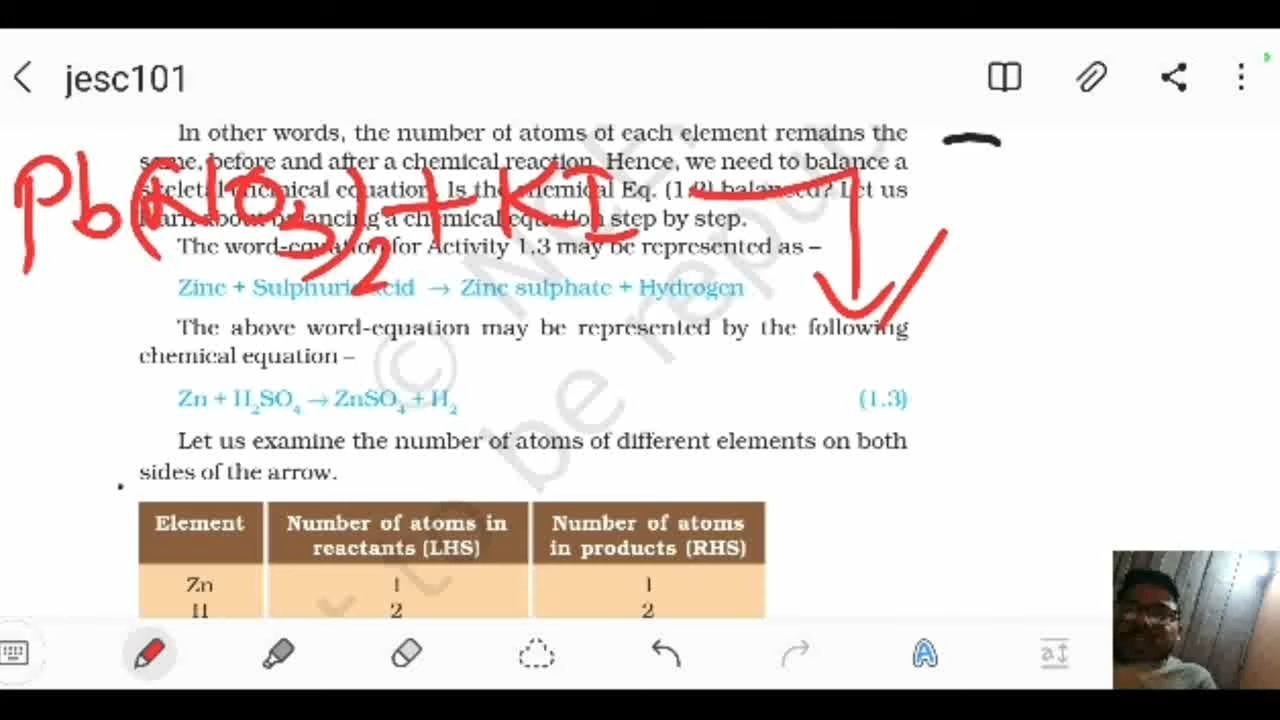 jesc101
In other words, the number of atoms of each element remains the
same, before and after a chemical reaction. Hence, we need to balance a
skeletal chemical equation. Is the chemical Eq. (1.2) balanced? Let us
learn about balancing a chemical equation step by step.
Pb(NO3)2 + KI →
The word-equation for Activity 1.3 may be represented as –
Zinc + Sulphuric acid → Zinc sulphate + Hydrogen
The above word-equation may be represented by the following
chemical equation –
Zn + H₂SO₄ → ZnSO₄ + H₂ (1.3)
Let us examine the number of atoms of different elements on both
sides of the arrow.
Element Number of atoms in reactants (LHS) Number of atoms in products (RHS)
Zn 1 1
H 2 2